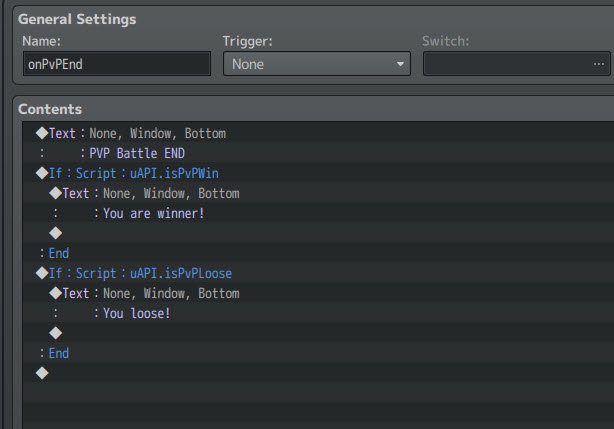 General Settings
Name: Trigger: Switch:
onPvPEnd None ...
Contents
◆Text：None, Window, Bottom
：　　：PVP Battle END
◆If：Script：uAPI.isPvPWin
◆Text：None, Window, Bottom
：　　：You are winner!
◆
：End
◆If：Script：uAPI.isPvPLoose
◆Text：None, Window, Bottom
：　　：You loose!
◆
：End
◆